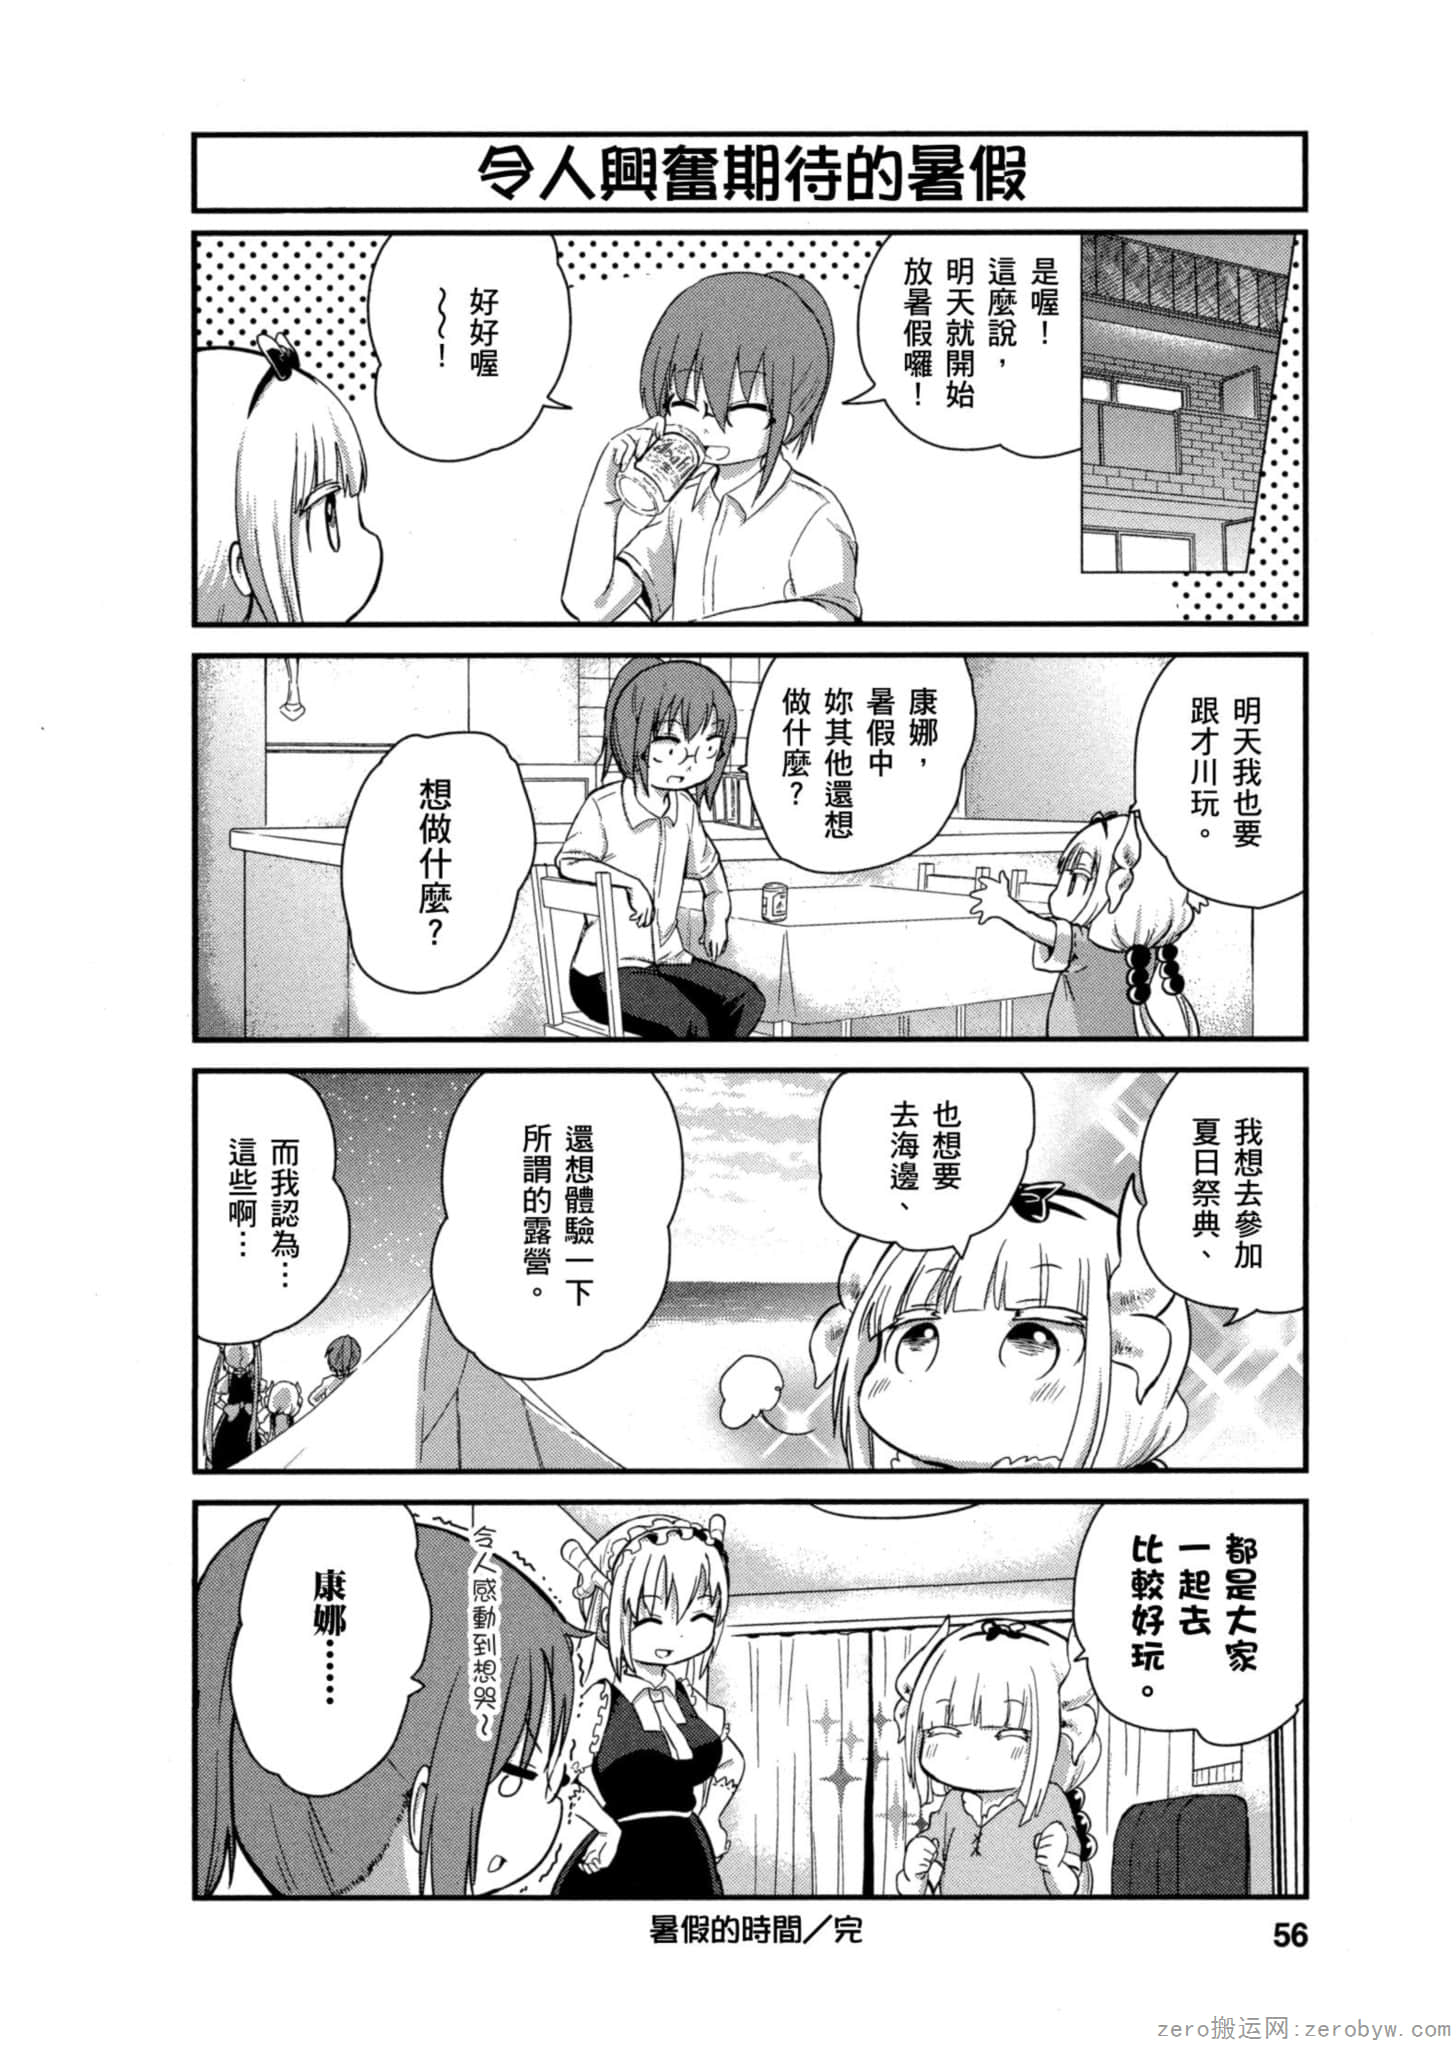 令人興奮期待的暑假
是喔！
這麼說，
明天就開始
放暑假囉！
好好喔
～～！
明天我也要
跟才川玩。
康娜，
暑假中
妳其他還想
做什麼？
想做什麼？
我想去參加
夏日祭典、
也想要
去海邊、
還想體驗一下
所謂的露營。
而我認為…
這些啊…
都是大家
一起去
比較好玩。
令人感動到想哭～
康娜……
暑假的時間／完
56
zero搬运网:zerobyw.com